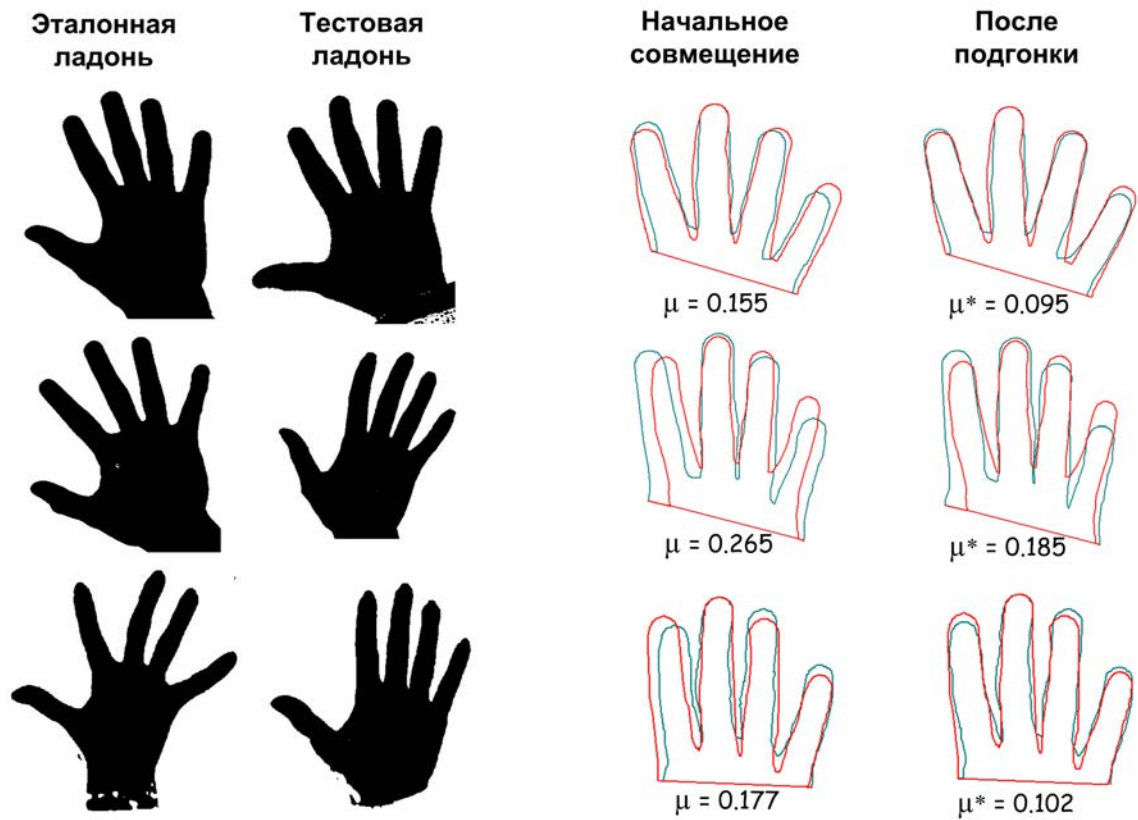 Эталонная
ладонь
Тестовая
ладонь
Начальное
совмещение
После
подгонки
μ = 0.155
μ* = 0.095
μ = 0.265
μ* = 0.185
μ = 0.177
μ* = 0.102